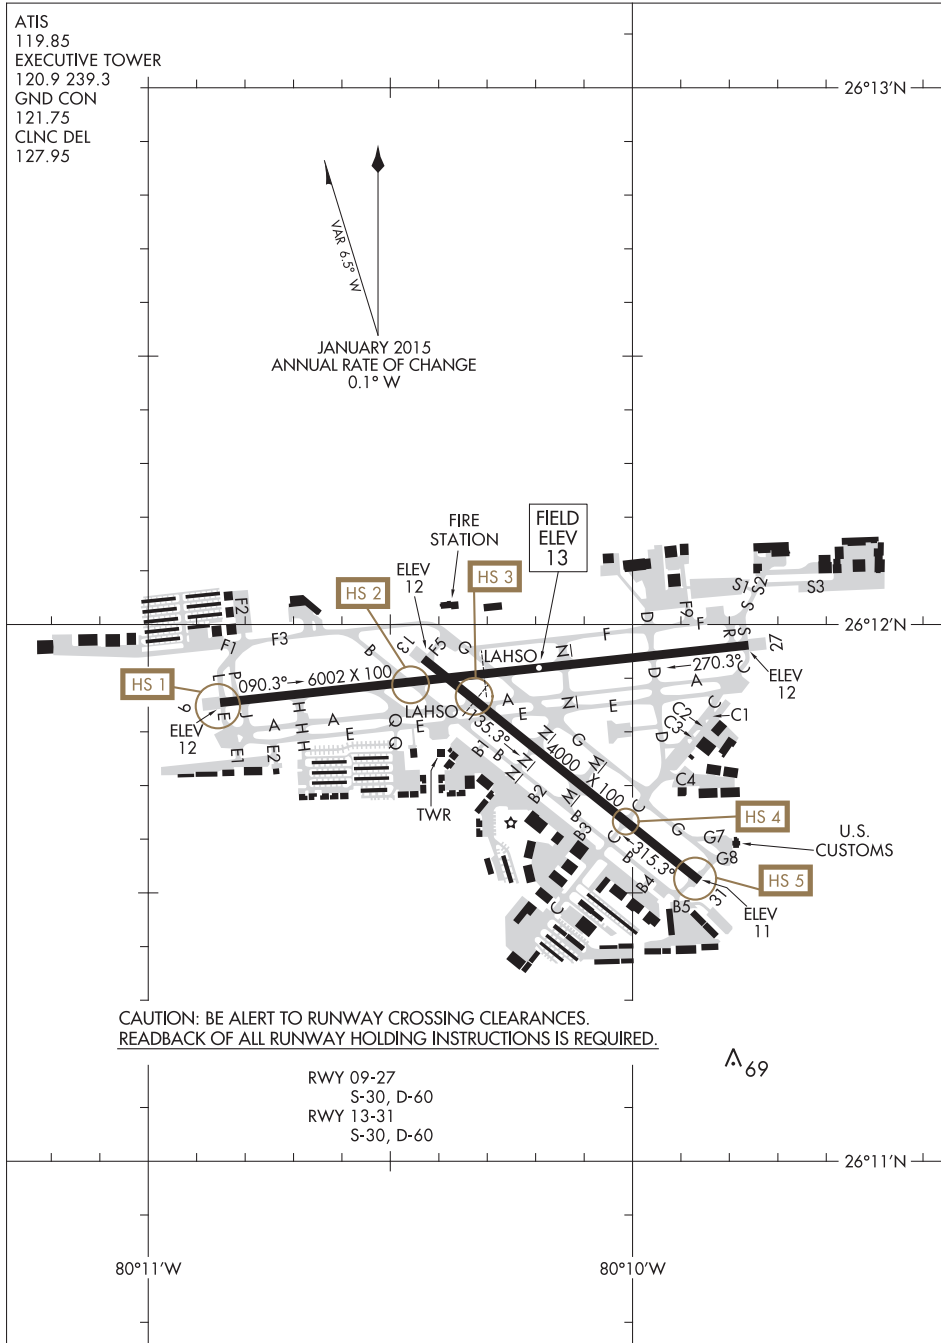 ATIS
119.85
EXECUTIVE TOWER
120.9 239.3
GND CON
121.75
CLNC DEL
127.95
26°13'N
VAR 6.5° W
JANUARY 2015
ANNUAL RATE OF CHANGE
0.1° W
FIRE
STATION
FIELD
ELEV
13
ELEV
12
HS 2
HS 3
S1
S2
S3
F2
F1
F3
B
13
F5
G
F
D
F9
F
R
S
S
27
26°12'N
HS 1
P
L
E
9
ELEV
12
090.3°
6002 X 100
LAHSO
LAHSO
270.3°
ELEV
12
J
A
E1
E2
H
H
H
A
E
Q
Q
E
A
E
N
N
E
D
A
C
C
C1
C2
C3
D
C4
135.3°
4000 X 100
N
N
N
G
M
M
B1
B
B2
B
B3
C
B
B4
B5
C
C
TWR
G
G7
G8
HS 4
U.S.
CUSTOMS
315.3°
31
HS 5
ELEV
11
CAUTION: BE ALERT TO RUNWAY CROSSING CLEARANCES.
READBACK OF ALL RUNWAY HOLDING INSTRUCTIONS IS REQUIRED.
69
RWY 09-27
S-30, D-60
RWY 13-31
S-30, D-60
26°11'N
80°11'W
80°10'W